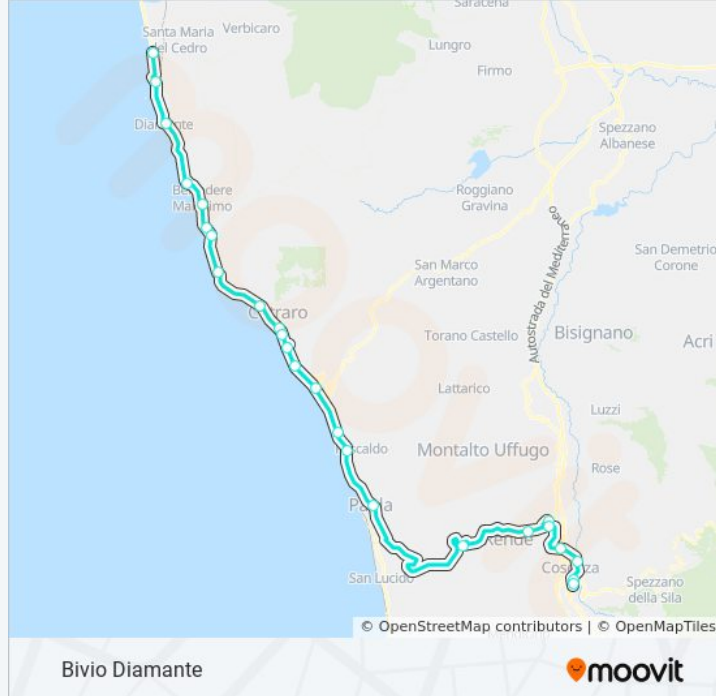 Saracena
Santa Maria
del Cedro
Verbicaro
Lungro
Firmo
Diamante
Spezzano
Albanese
Belvedere
Marittimo
Roggiano
Gravina
Autostrada del Mediterraneo
San Demetrio
Corone
San Marco
Argentano
Cetraro
Torano Castello
Bisignano
Acri
Lattarico
Luzzi
Fuscaldo
Montalto Uffugo
Rose
Paola
Rende
San Lucido
Cosenza
Spezzano
della Sila
© OpenStreetMap contributors | © OpenMapTiles
Bivio Diamante
moovit